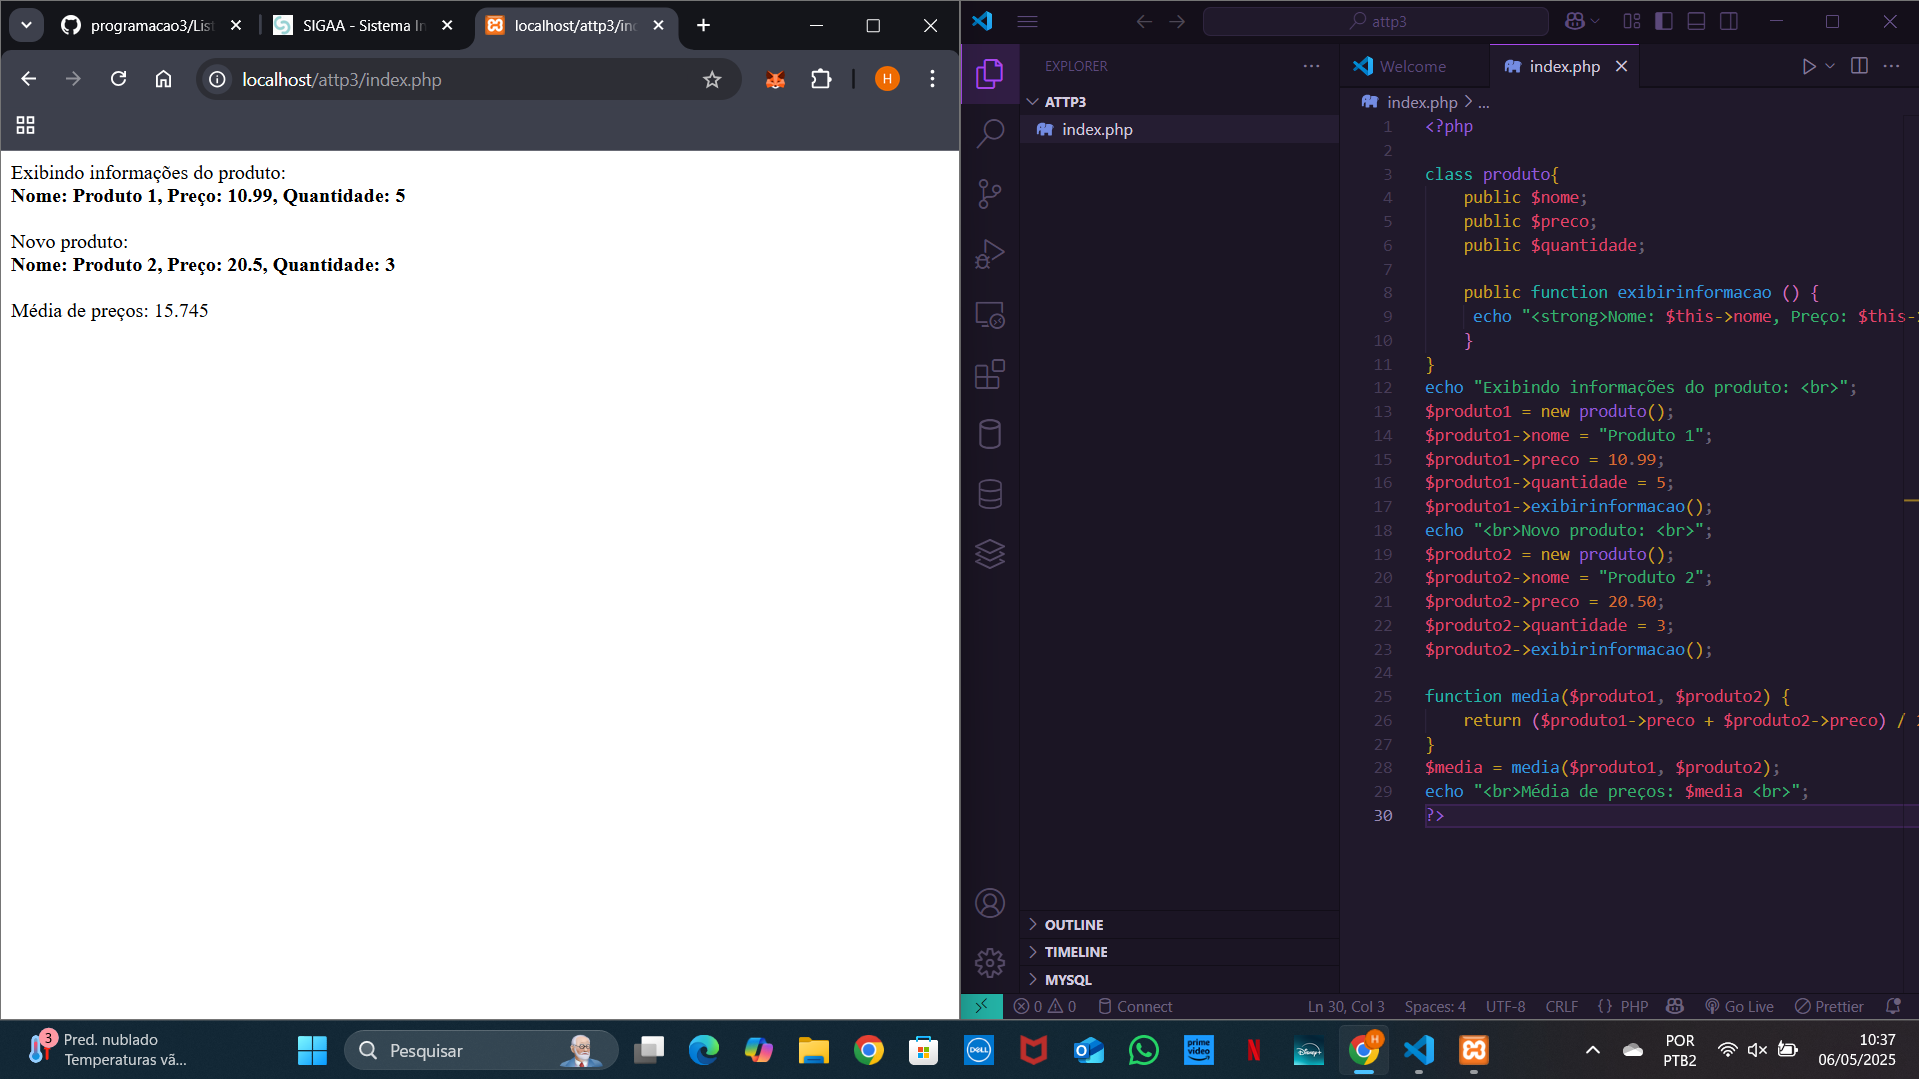 programacao3/List
SIGAA - Sistema In
localhost/attp3/inc
localhost/attp3/index.php
H
Exibindo informações do produto:
Nome: Produto 1, Preço: 10.99, Quantidade: 5
Novo produto:
Nome: Produto 2, Preço: 20.5, Quantidade: 3
Média de preços: 15.745
attp3
EXPLORER
ATTP3
index.php
OUTLINE
TIMELINE
MYSQL
Welcome
index.php
index.php > ...
1 <?php
2
3 class produto{
4 public $nome;
5 public $preco;
6 public $quantidade;
7
8 public function exibirinformacao () {
9 echo "<strong>Nome: $this->nome, Preço: $this-
10 }
11 }
12 echo "Exibindo informações do produto: <br>";
13 $produto1 = new produto();
14 $produto1->nome = "Produto 1";
15 $produto1->preco = 10.99;
16 $produto1->quantidade = 5;
17 $produto1->exibirinformacao();
18 echo "<br>Novo produto: <br>";
19 $produto2 = new produto();
20 $produto2->nome = "Produto 2";
21 $produto2->preco = 20.50;
22 $produto2->quantidade = 3;
23 $produto2->exibirinformacao();
24
25 function media($produto1, $produto2) {
26 return ($produto1->preco + $produto2->preco) /
27 }
28 $media = media($produto1, $produto2);
29 echo "<br>Média de preços: $media <br>";
30 ?>
0 0 Connect Ln 30, Col 3 Spaces: 4 UTF-8 CRLF {} PHP Go Live Prettier
3
Pred. nublado
Temperaturas vã...
Pesquisar
DELL
prime video
N
Disney+
H
POR
PTB2
10:37
06/05/2025